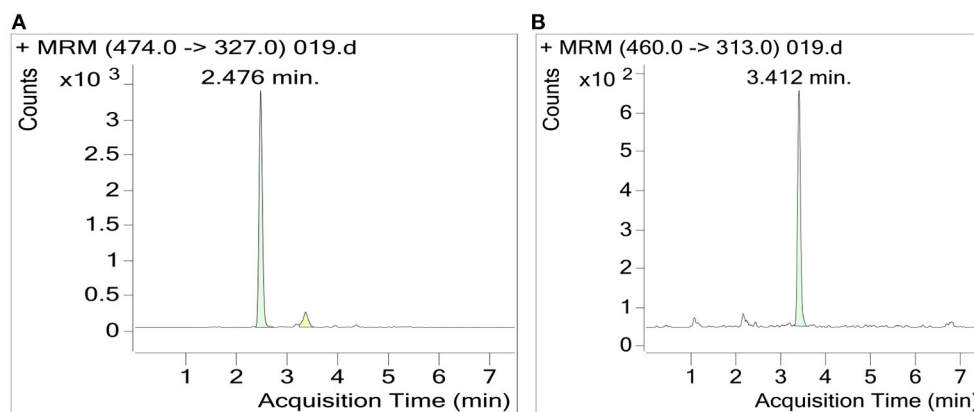 A
+ MRM (474.0 -> 327.0) 019.d
x10 3
2.476 min.
Counts
3
2.5
2
1.5
1
0.5
0
1 2 3 4 5 6 7
Acquisition Time (min)
B
+ MRM (460.0 -> 313.0) 019.d
x10 2
3.412 min.
Counts
6
5
4
3
2
1
0
1 2 3 4 5 6 7
Acquisition Time (min)